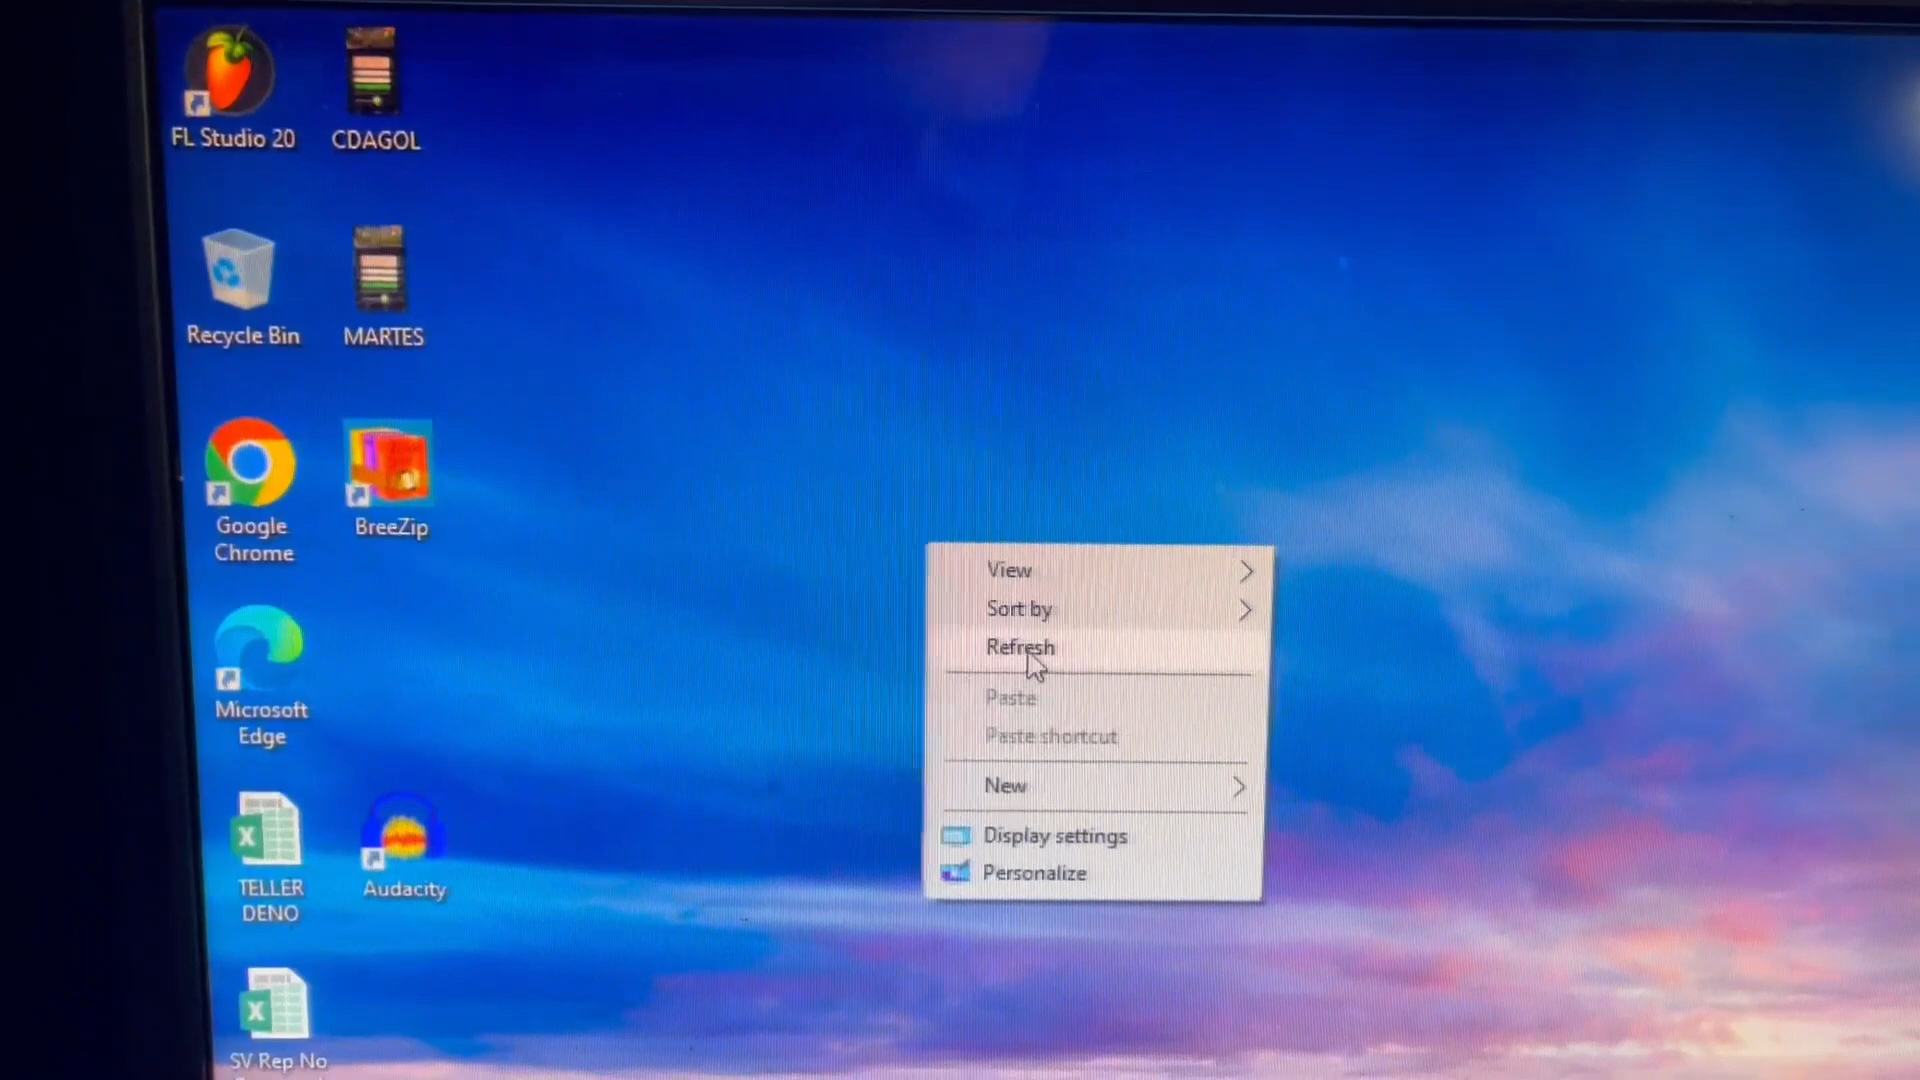 FL Studio 20
CDAGOL
Recycle Bin
MARTES
Google
Chrome
BreeZip
Microsoft
Edge
TELLER
DENO
Audacity
SV Rep No
View
Sort by
Refresh
Paste
Paste shortcut
New
Display settings
Personalize